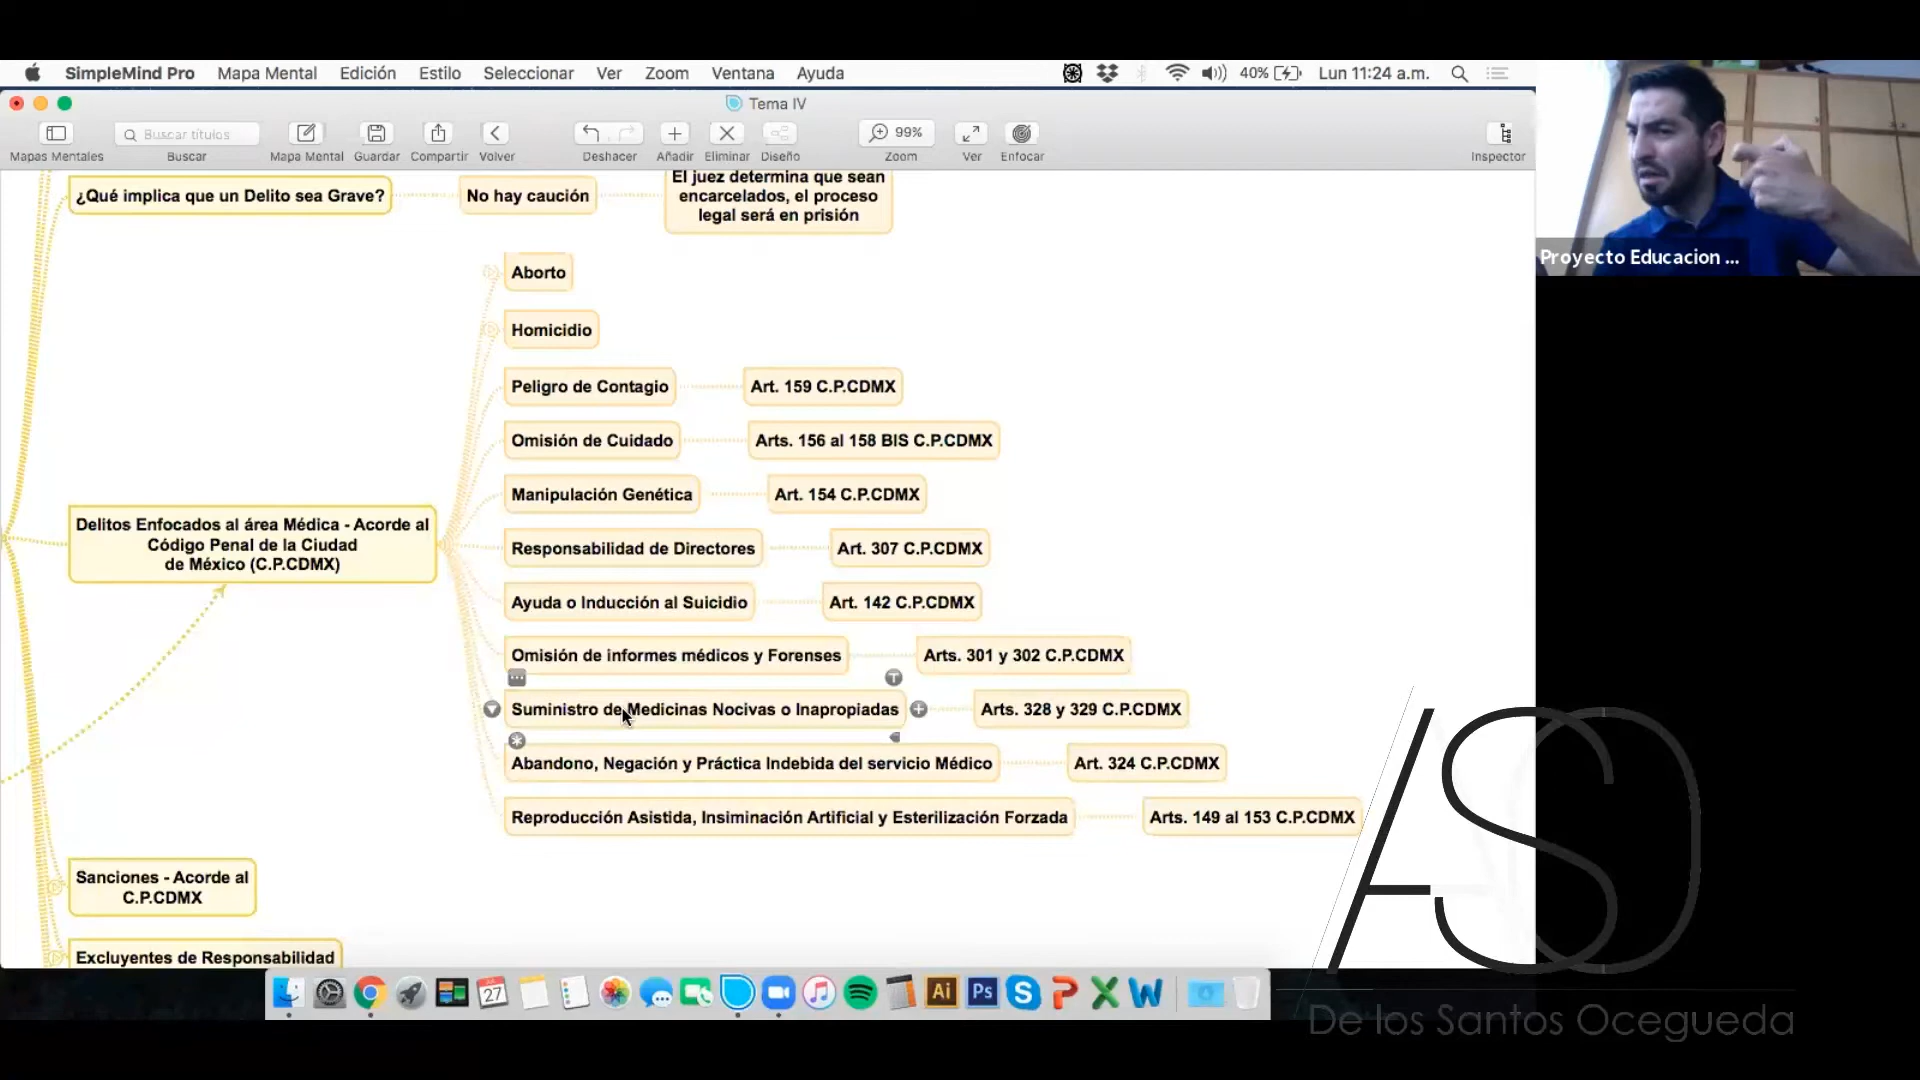 SimpleMind Pro Mapa Mental Edición Estilo Seleccionar Ver Zoom Ventana Ayuda 40% Lun 11:24 a.m.
Tema IV
Buscar títulos 99%
Mapas Mentales Buscar Mapa Mental Guardar Compartir Volver Deshacer Añadir Eliminar Diseño Zoom Ver Enfocar Inspector
¿Qué implica que un Delito sea Grave?
No hay caución
El juez determina que sean
encarcelados, el proceso
legal será en prisión
Proyecto Educacion ...
Aborto
Homicidio
Peligro de Contagio Art. 159 C.P.CDMX
Omisión de Cuidado Arts. 156 al 158 BIS C.P.CDMX
Manipulación Genética Art. 154 C.P.CDMX
Delitos Enfocados al área Médica - Acorde al
Código Penal de la Ciudad
de México (C.P.CDMX)
Responsabilidad de Directores Art. 307 C.P.CDMX
Ayuda o Inducción al Suicidio Art. 142 C.P.CDMX
Omisión de informes médicos y Forenses Arts. 301 y 302 C.P.CDMX
Suministro de Medicinas Nocivas o Inapropiadas Arts. 328 y 329 C.P.CDMX
Abandono, Negación y Práctica Indebida del servicio Médico Art. 324 C.P.CDMX
Reproducción Asistida, Insiminación Artificial y Esterilización Forzada Arts. 149 al 153 C.P.CDMX
Sanciones - Acorde al
C.P.CDMX
Excluyentes de Responsabilidad
27
Ai
Ps
De los Santos Ocegueda